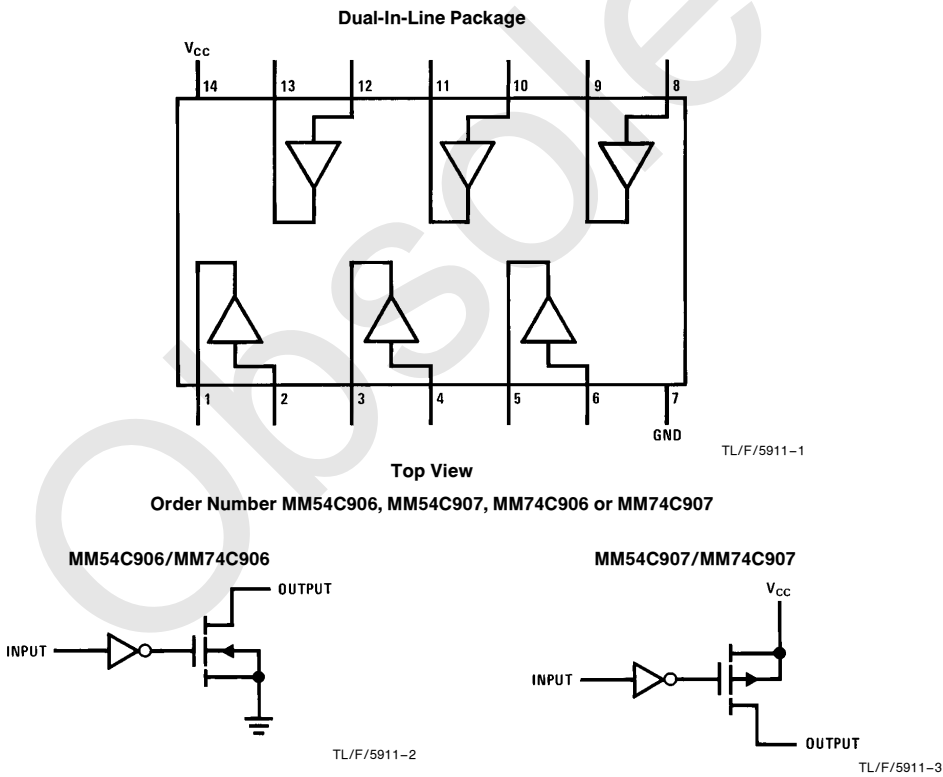 Dual-In-Line Package
VCC
14 13 12 11 10 9 8
1 2 3 4 5 6 7
GND
TL/F/5911–1
Top View
Order Number MM54C906, MM54C907, MM74C906 or MM74C907
MM54C906/MM74C906
OUTPUT
INPUT
TL/F/5911–2
MM54C907/MM74C907
VCC
INPUT
OUTPUT
TL/F/5911–3
Obsole